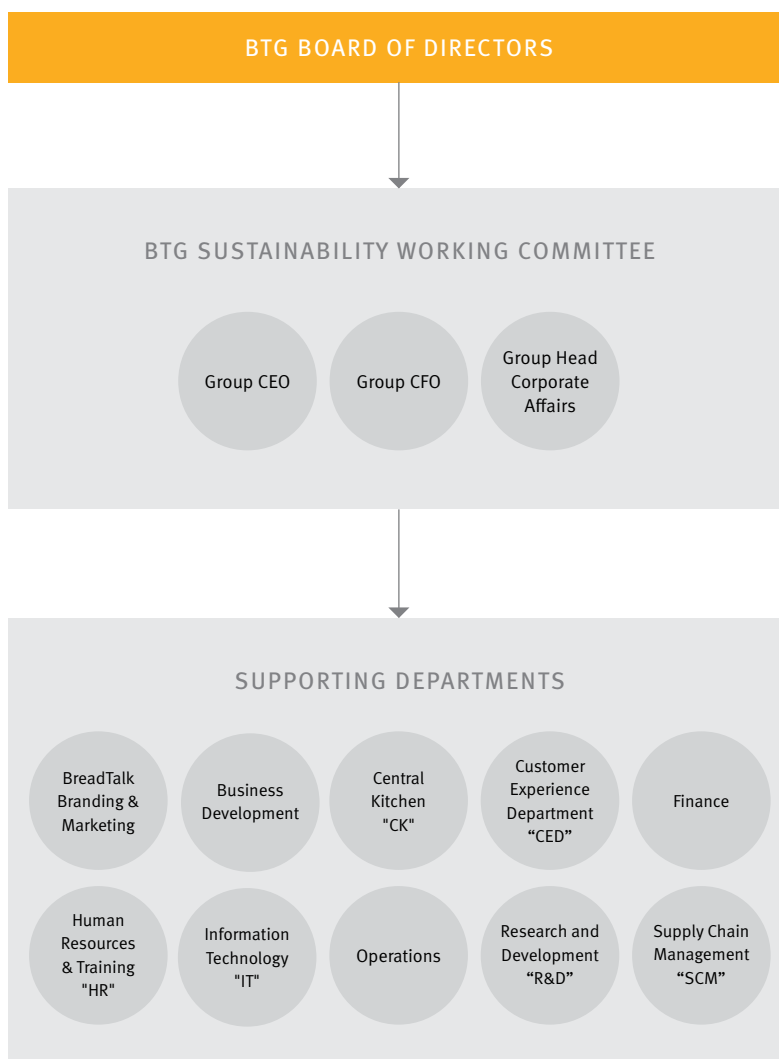 BTG BOARD OF DIRECTORS
BTG SUSTAINABILITY WORKING COMMITTEE
Group CEO
Group CFO
Group Head
Corporate
Affairs
SUPPORTING DEPARTMENTS
BreadTalk
Branding &
Marketing
Business
Development
Central
Kitchen
"CK"
Customer
Experience
Department
“CED”
Finance
Human
Resources
& Training
"HR"
Information
Technology
"IT"
Operations
Research and
Development
“R&D”
Supply Chain
Management
“SCM”